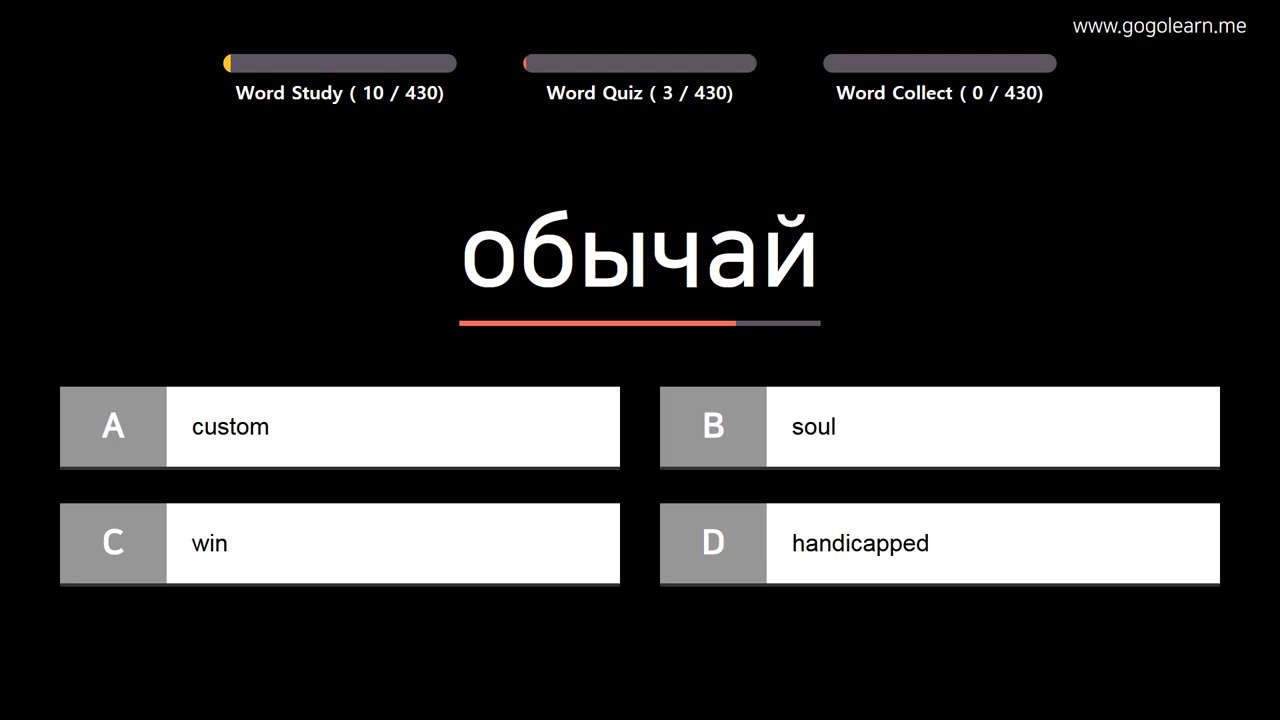 www.gogolearn.me
Word Study ( 10 / 430)
Word Quiz ( 3 / 430)
Word Collect ( 0 / 430)
обычай
A custom
B soul
C win
D handicapped